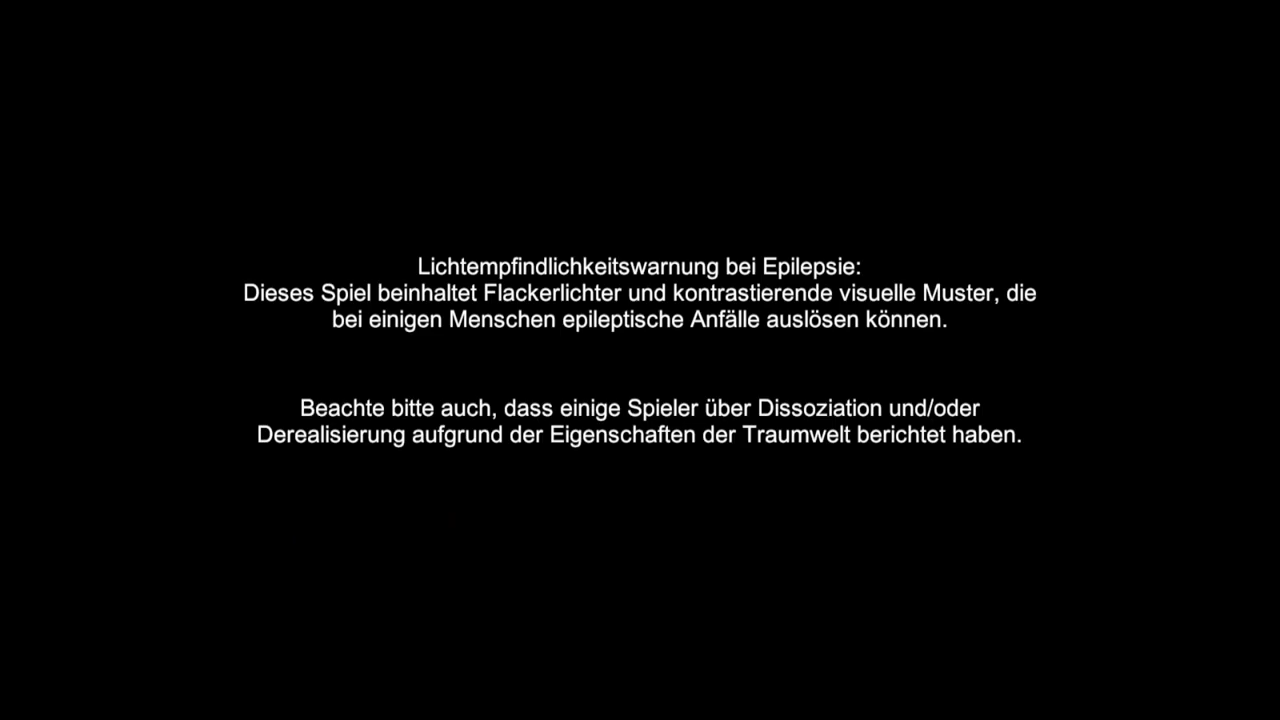 Lichtempfindlichkeitswarnung bei Epilepsie:
Dieses Spiel beinhaltet Flackerlichter und kontrastierende visuelle Muster, die
bei einigen Menschen epileptische Anfälle auslösen können.
Beachte bitte auch, dass einige Spieler über Dissoziation und/oder
Derealisierung aufgrund der Eigenschaften der Traumwelt berichtet haben.